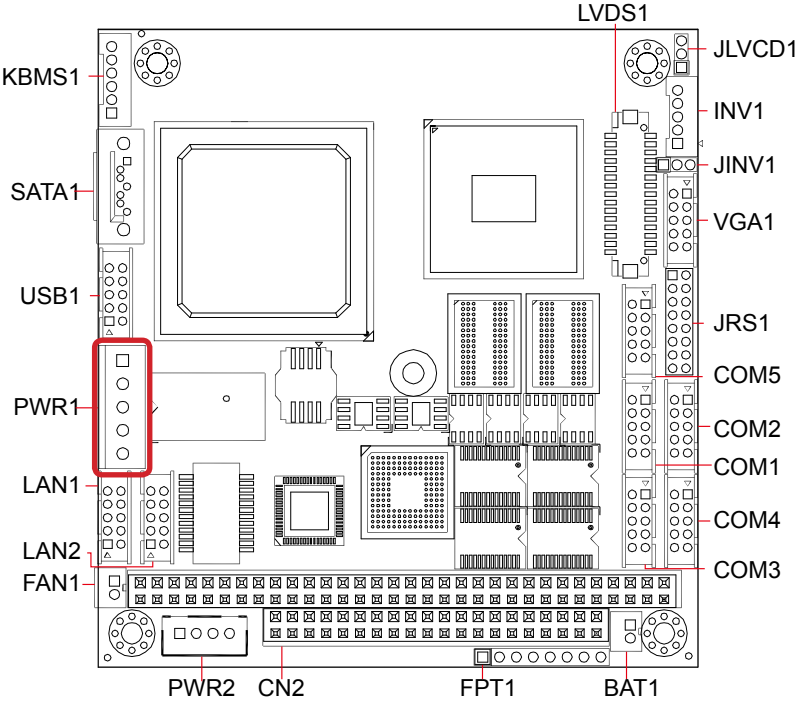 LVDS1
JLVCD1
KBMS1
INV1
JINV1
SATA1
VGA1
USB1
JRS1
COM5
PWR1
COM2
COM1
LAN1
COM4
LAN2
COM3
FAN1
PWR2
CN2
FPT1
BAT1